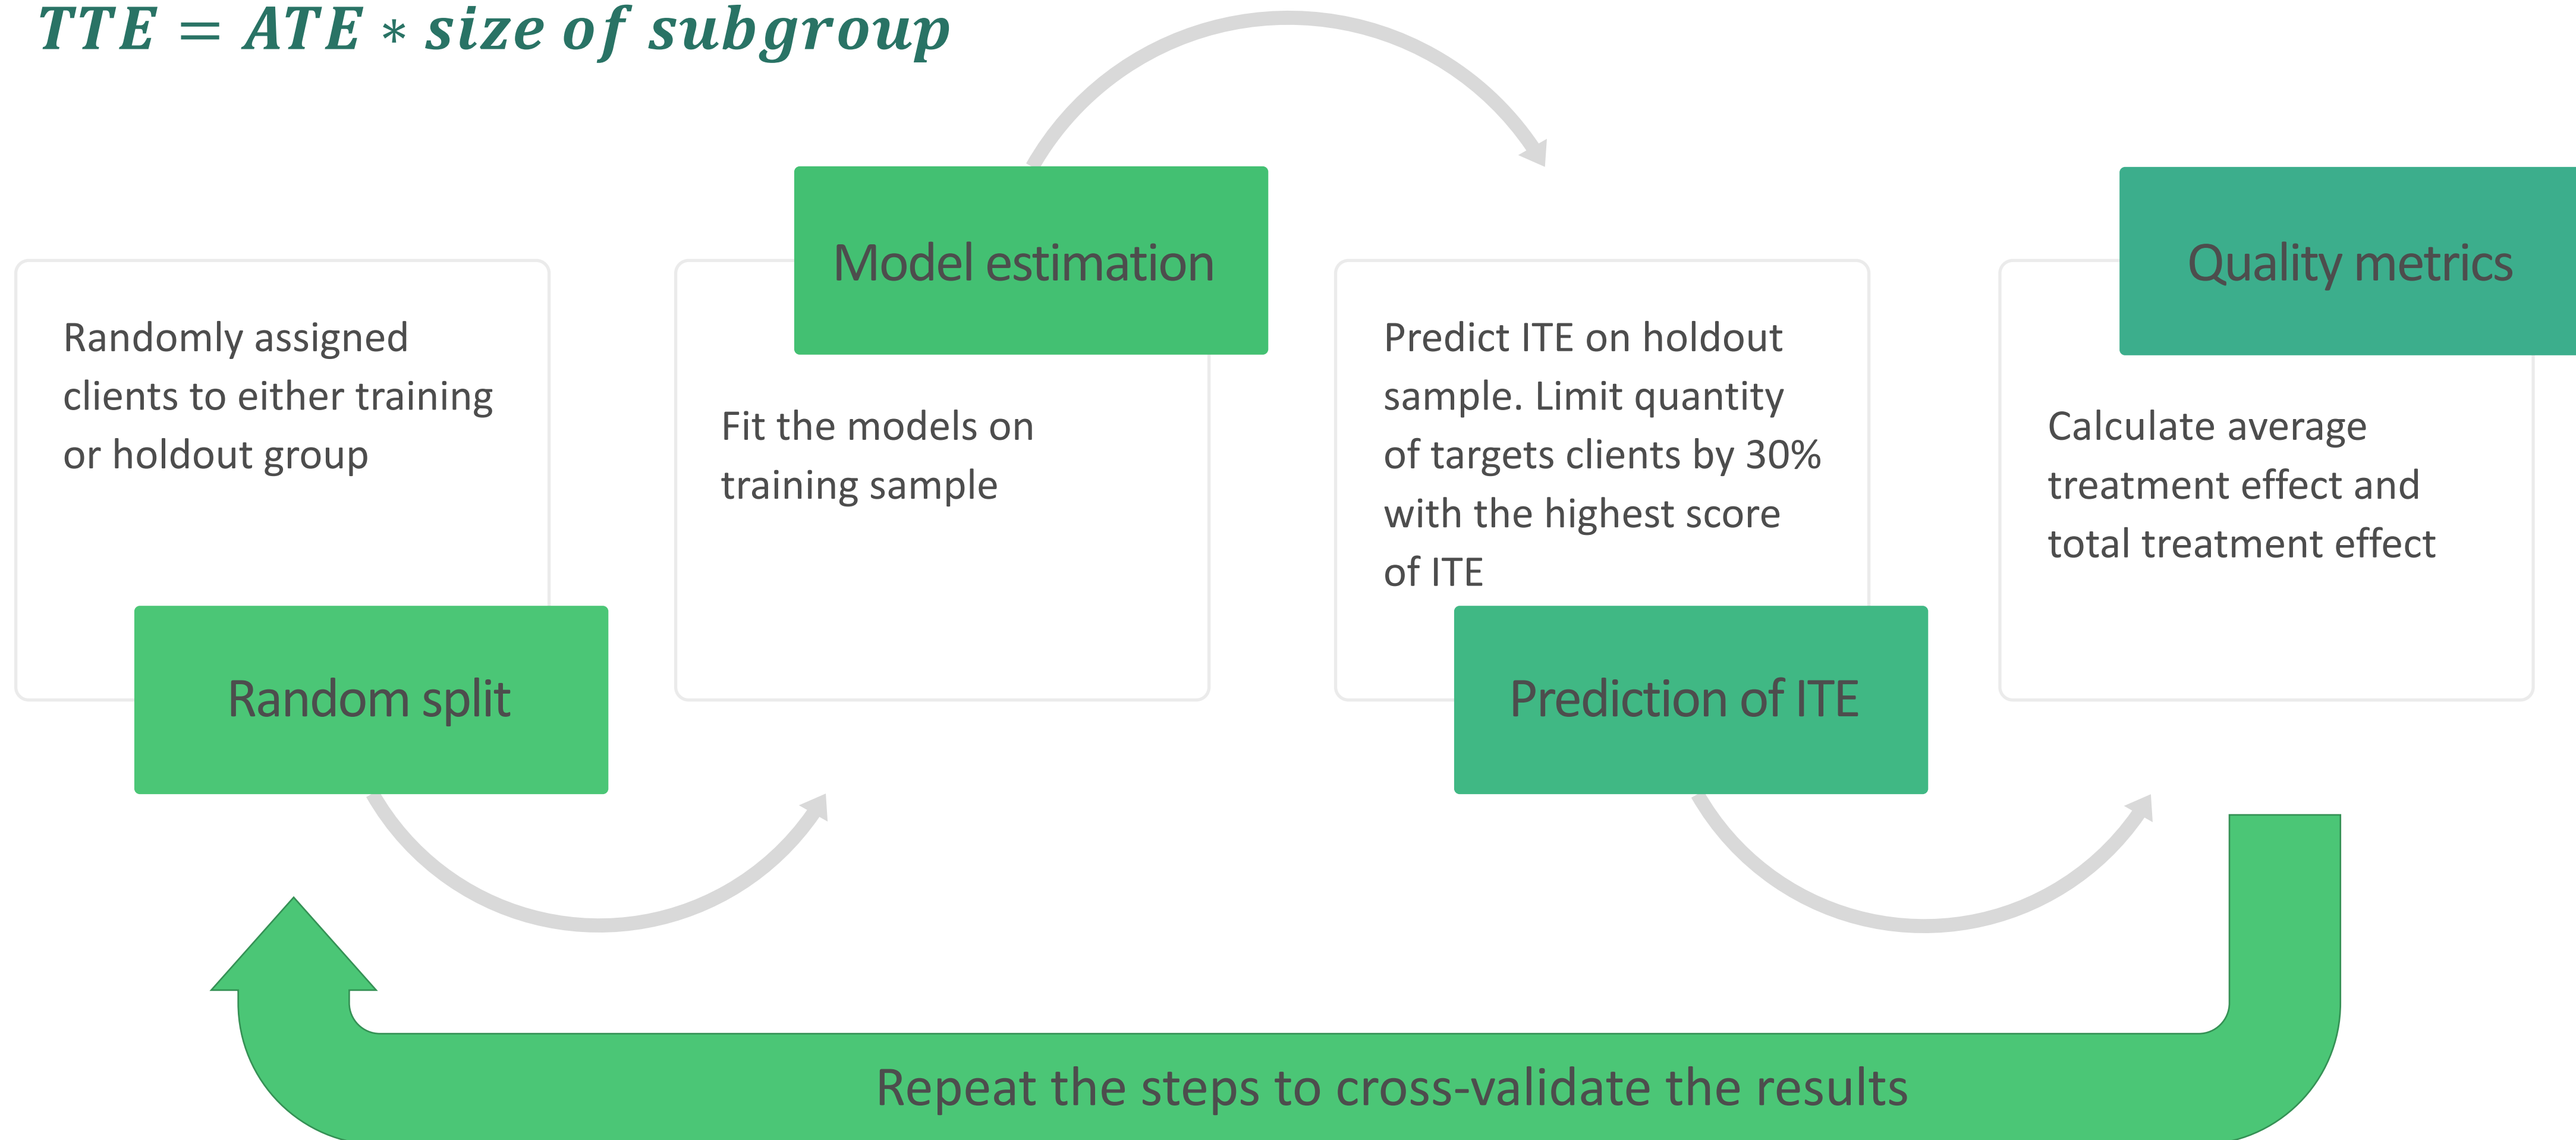 TTE = ATE * size of subgroup
Randomly assigned
clients to either training
or holdout group
Random split
Model estimation
Fit the models on
training sample
Predict ITE on holdout
sample. Limit quantity
of targets clients by 30%
with the highest score
of ITE
Prediction of ITE
Quality metrics
Calculate average
treatment effect and
total treatment effect
Repeat the steps to cross-validate the results